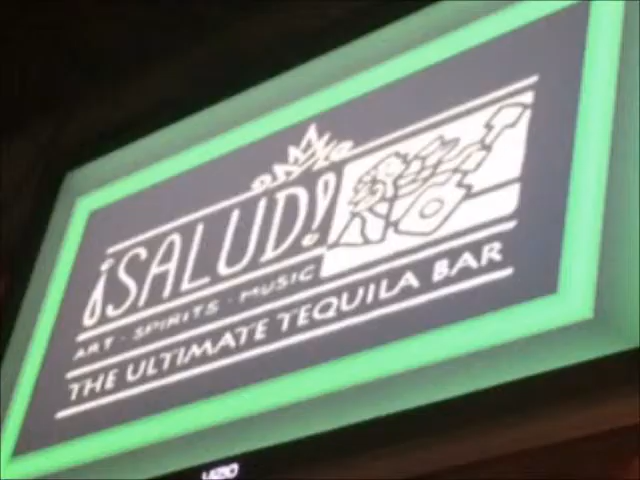 ¡SALUD!
ART · SPIRITS · MUSIC
THE ULTIMATE TEQUILA BAR